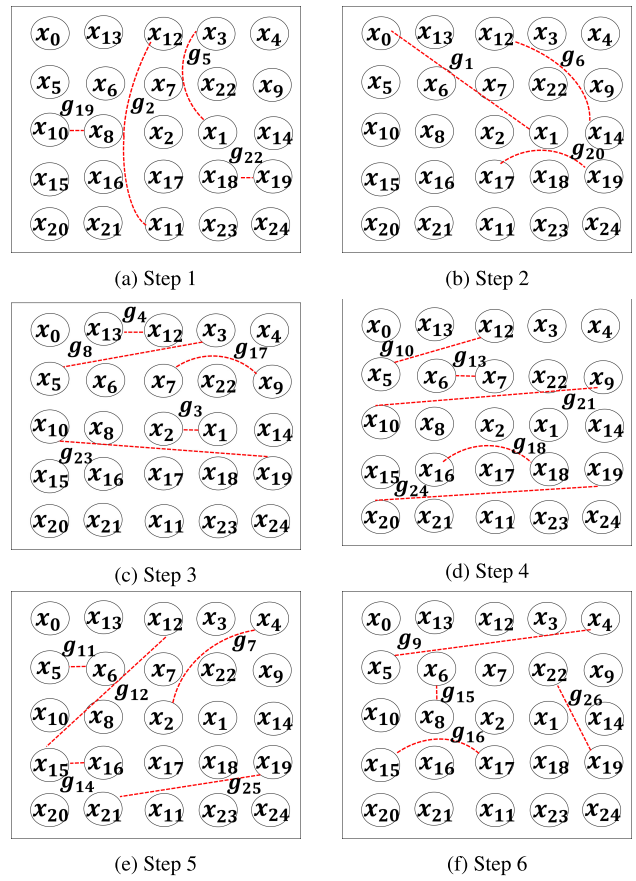 x0 x13 x12 x3 x4
g5
x5 x6 x7 x22 x9
g19 g2
x10 x8 x2 x1 x14
g22
x15 x16 x17 x18 x19
x20 x21 x11 x23 x24
(a) Step 1
x0 x13 x12 x3 x4
g1 g6
x5 x6 x7 x22 x9
x10 x8 x2 x1 x14
g20
x15 x16 x17 x18 x19
x20 x21 x11 x23 x24
(b) Step 2
g4
x0 x13 x12 x3 x4
g8 g17
x5 x6 x7 x22 x9
g3
x10 x8 x2 x1 x14
g23
x15 x16 x17 x18 x19
x20 x21 x11 x23 x24
(c) Step 3
x0 x13 x12 x3 x4
g10 g13
x5 x6 x7 x22 x9
g21
x10 x8 x2 x1 x14
g18
x15 x16 x17 x18 x19
g24
x20 x21 x11 x23 x24
(d) Step 4
x0 x13 x12 x3 x4
g11 g7
x5 x6 x7 x22 x9
g12
x10 x8 x2 x1 x14
x15 x16 x17 x18 x19
g14 g25
x20 x21 x11 x23 x24
(e) Step 5
x0 x13 x12 x3 x4
g9
x5 x6 x7 x22 x9
g15 g26
x10 x8 x2 x1 x14
g16
x15 x16 x17 x18 x19
x20 x21 x11 x23 x24
(f) Step 6